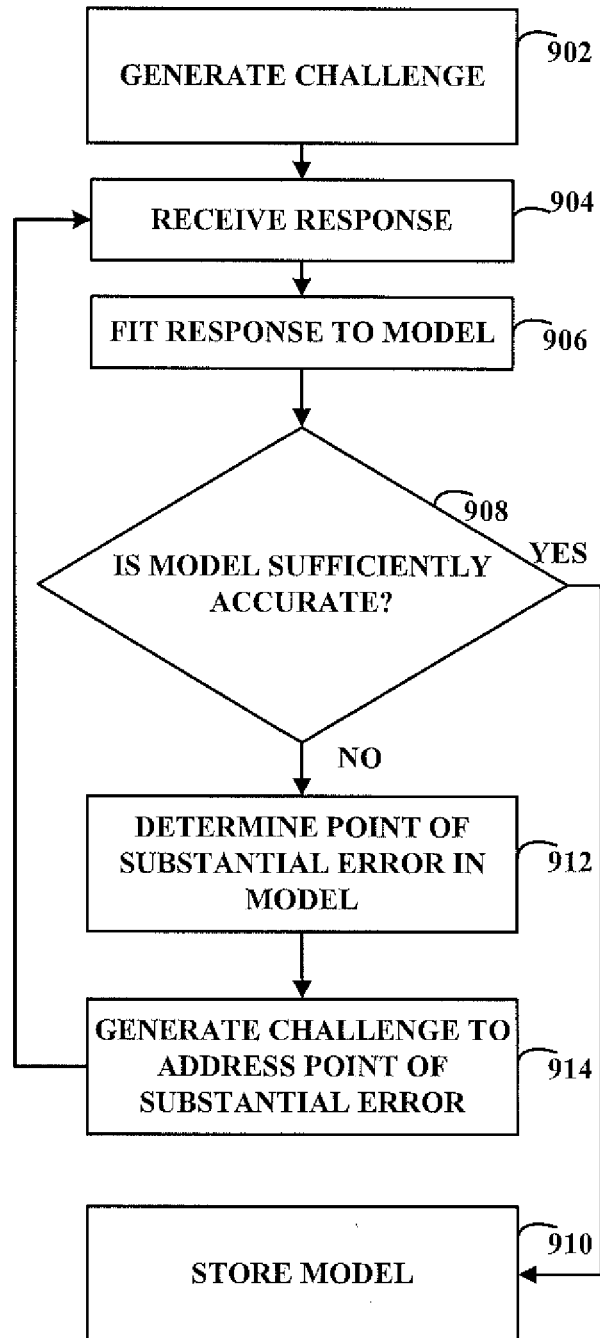 GENERATE CHALLENGE
902
RECEIVE RESPONSE
904
FIT RESPONSE TO MODEL
906
908
IS MODEL SUFFICIENTLY
ACCURATE?
YES
NO
DETERMINE POINT OF
SUBSTANTIAL ERROR IN
MODEL
912
GENERATE CHALLENGE TO
ADDRESS POINT OF
SUBSTANTIAL ERROR
914
STORE MODEL
910